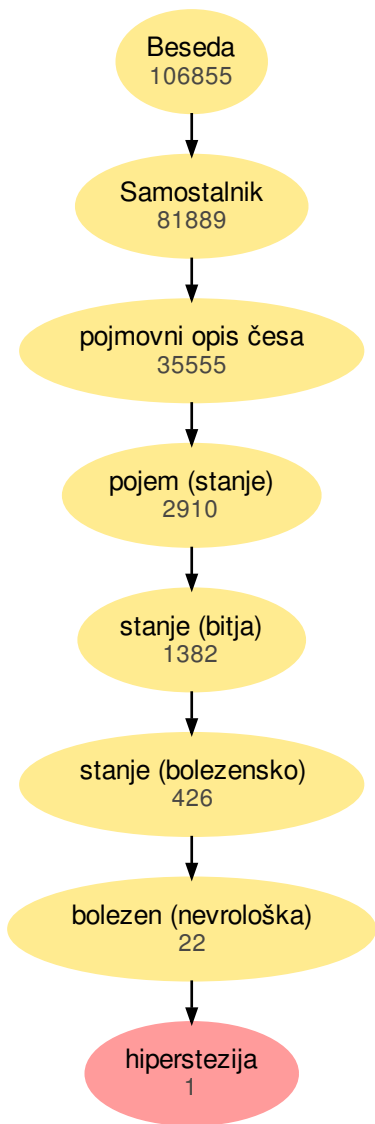 Beseda
106855
Samostalnik
81889
pojmovni opis česa
35555
pojem (stanje)
2910
stanje (bitja)
1382
stanje (bolezensko)
426
bolezen (nevrološka)
22
hiperstezija
1